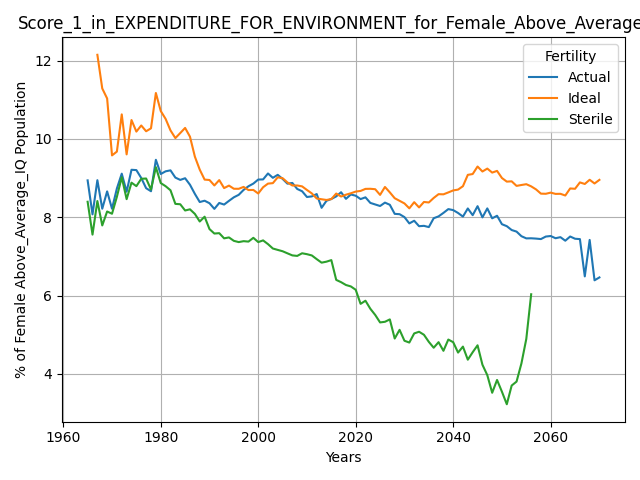 Score_1_in_EXPENDITURE_FOR_ENVIRONMENT_for_Female_Above_Average
Fertility
Actual
Ideal
Sterile
% of Female Above_Average_IQ Population
12
10
8
6
4
1960 1980 2000 2020 2040 2060
Years